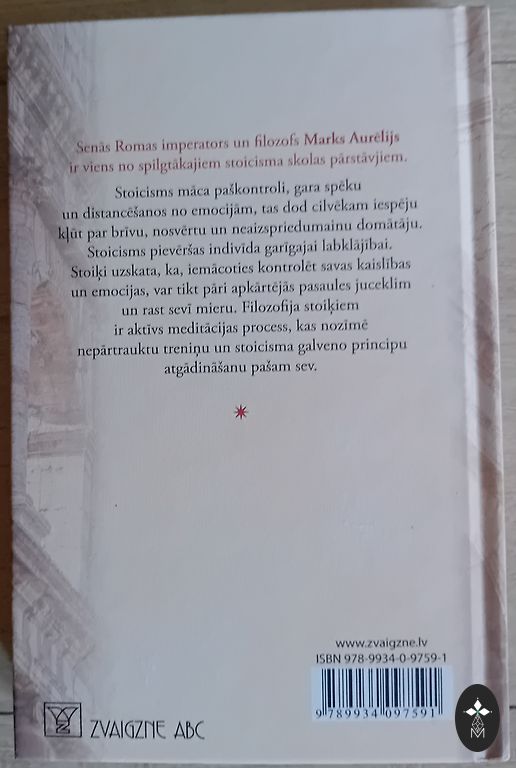 Senās Romas imperators un filozofs Marks Aurēlijs
ir viens no spilgtākajiem stoicisma skolas pārstāvjiem.
Stoicisms māca paškontroli, gara spēku
un distancēšanos no emocijām, tas dod cilvēkam iespēju
kļūt par brīvu, nosvērtu un neaizspriedumainu domātāju.
Stoicisms pievēršas indivīda garīgajai labklājībai.
Stoiķi uzskata, ka, iemācoties kontrolēt savas kaislības
un emocijas, var tikt pāri apkārtējās pasaules juceklim
un rast sevī mieru. Filozofija stoiķiem
ir aktīvs meditācijas process, kas nozīmē
nepārtrauktu treniņu un stoicisma galveno principu
atgādināšanu pašam sev.
www.zvaigzne.lv
ISBN 978-9934-0-9759-1
9 789934 097591
ZVAIGZNE ABC